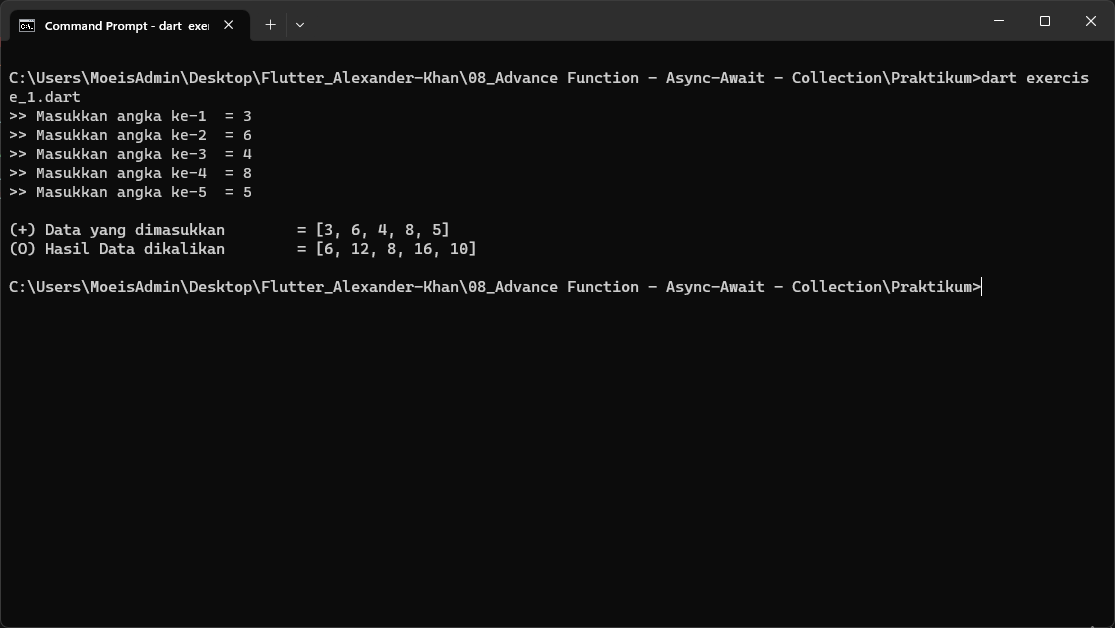 Command Prompt - dart exer
C:\Users\MoeisAdmin\Desktop\Flutter_Alexander-Khan\08_Advance Function - Async-Await - Collection\Praktikum>dart exercis
e_1.dart
>> Masukkan angka ke-1  = 3
>> Masukkan angka ke-2  = 6
>> Masukkan angka ke-3  = 4
>> Masukkan angka ke-4  = 8
>> Masukkan angka ke-5  = 5
(+) Data yang dimasukkan        = [3, 6, 4, 8, 5]
(O) Hasil Data dikalikan        = [6, 12, 8, 16, 10]
C:\Users\MoeisAdmin\Desktop\Flutter_Alexander-Khan\08_Advance Function - Async-Await - Collection\Praktikum>